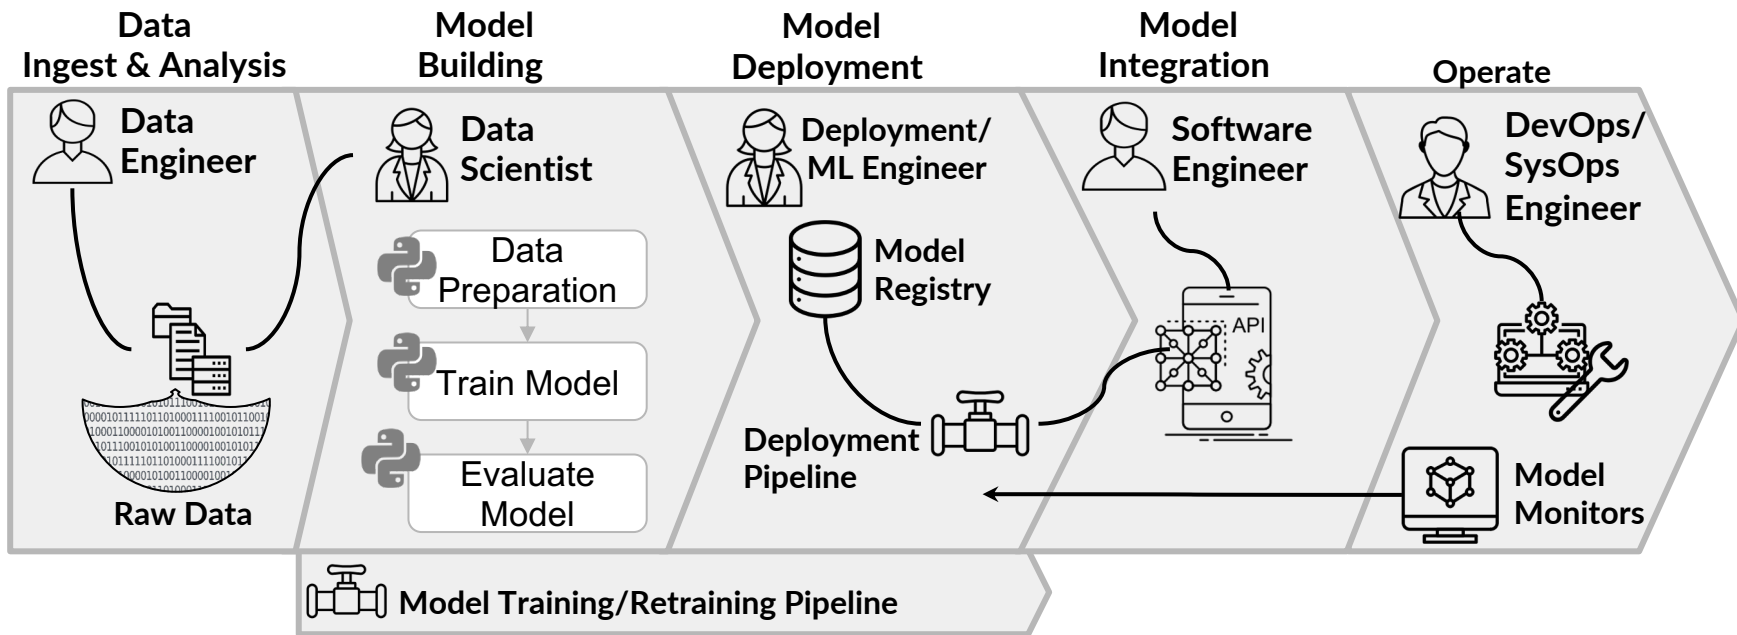 Data
Ingest & Analysis
Model
Building
Model
Deployment
Model
Integration
Operate
Data
Engineer
Raw Data
Data
Scientist
Data
Preparation
Train Model
Evaluate
Model
Deployment/
ML Engineer
Model
Registry
Deployment
Pipeline
Software
Engineer
API
DevOps/
SysOps
Engineer
Model
Monitors
Model Training/Retraining Pipeline